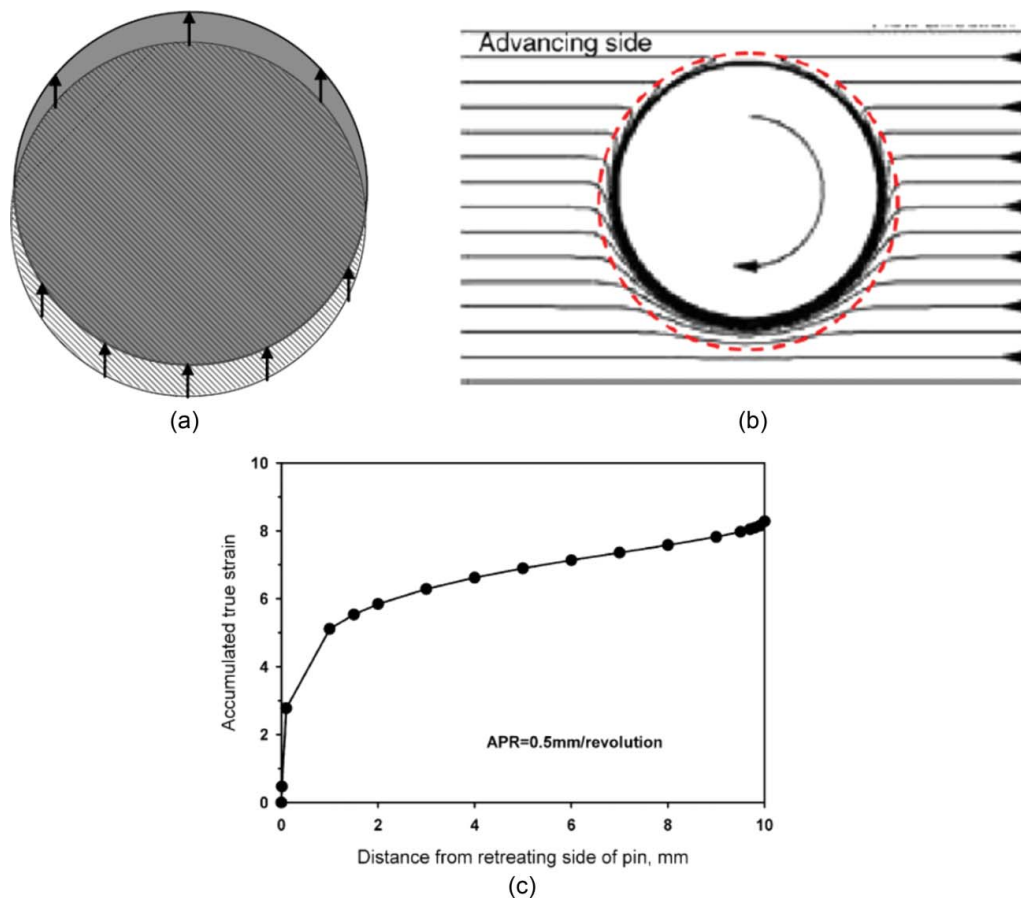 (a)
(b)
Advancing side
10
8
6
4
2
0
Accumulated true strain
APR=0.5mm/revolution
0 2 4 6 8 10
Distance from retreating side of pin, mm
(c)